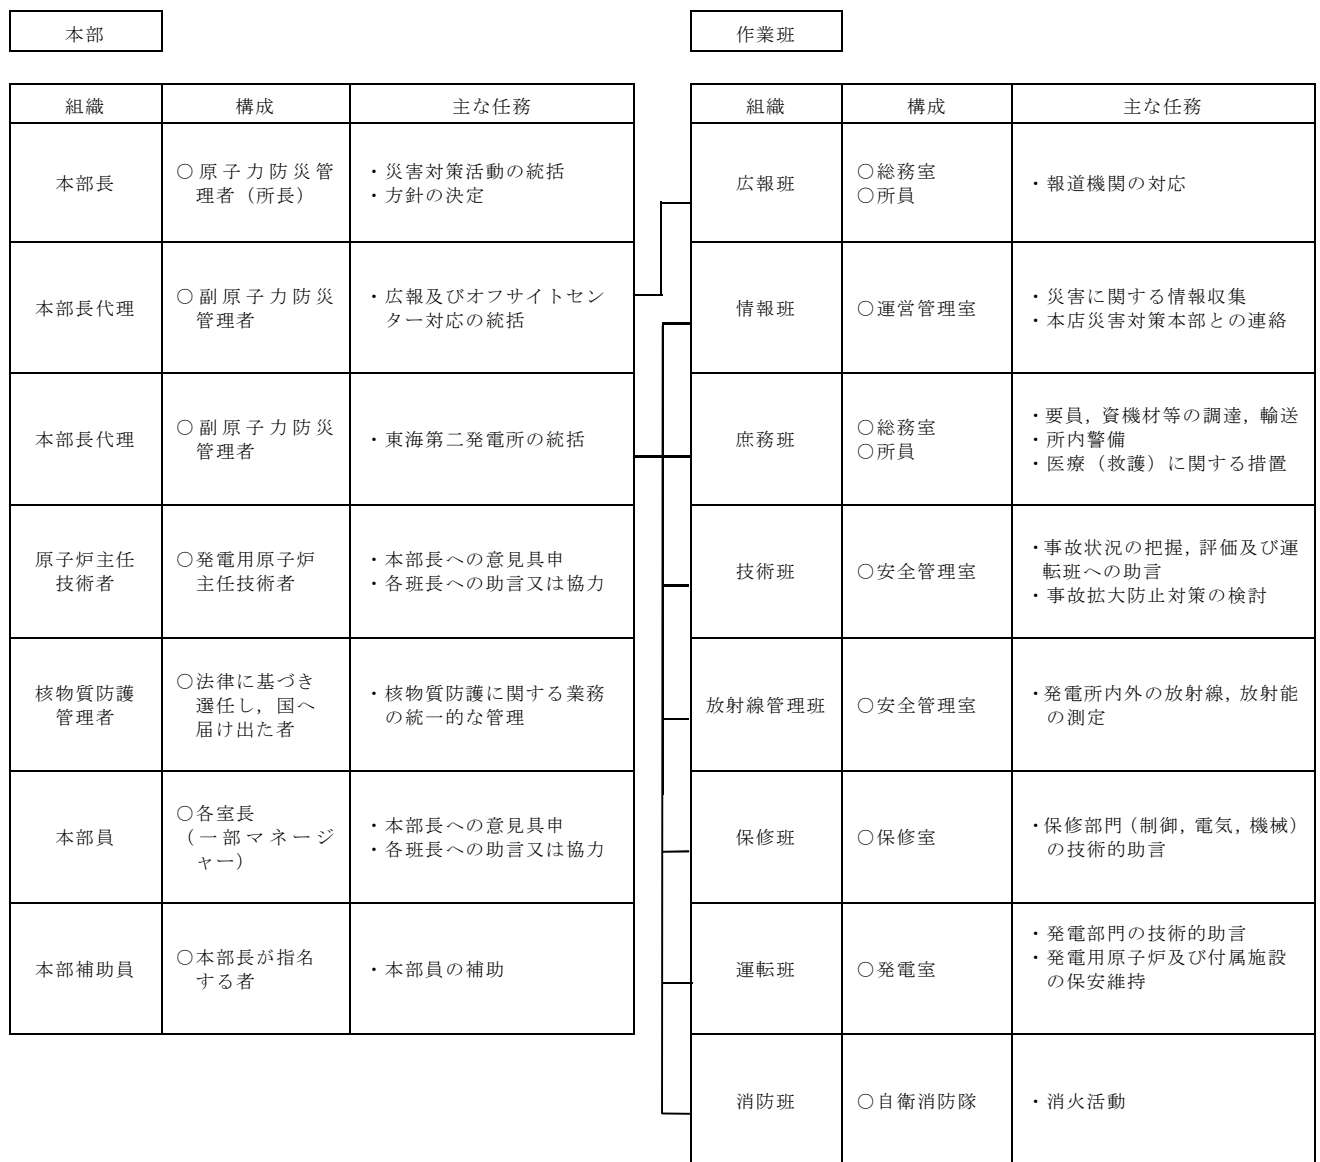 本部
組織
構成
主な任務
本部長
○原子力防災管
理者（所長）
・災害対策活動の統括
・方針の決定
本部長代理
○副原子力防災
管理者
・広報及びオフサイトセン
ター対応の統括
本部長代理
○副原子力防災
管理者
・東海第二発電所の統括
原子炉主任
技術者
○発電用原子炉
主任技術者
・本部長への意見具申
・各班長への助言又は協力
核物質防護
管理者
○法律に基づき
選任し，国へ
届け出た者
・核物質防護に関する業務
の統一的な管理
本部員
○各室長
（一部マネージ
ャー）
・本部長への意見具申
・各班長への助言又は協力
本部補助員
○本部長が指名
する者
・本部員の補助
作業班
組織
構成
主な任務
広報班
○総務室
○所員
・報道機関の対応
情報班
○運営管理室
・災害に関する情報収集
・本店災害対策本部との連絡
庶務班
○総務室
○所員
・要員，資機材等の調達，輸送
・所内警備
・医療（救護）に関する措置
技術班
○安全管理室
・事故状況の把握，評価及び運
転班への助言
・事故拡大防止対策の検討
放射線管理班
○安全管理室
・発電所内外の放射線，放射能
の測定
保修班
○保修室
・保修部門（制御，電気，機械）
の技術的助言
運転班
○発電室
・発電部門の技術的助言
・発電用原子炉及び付属施設
の保安維持
消防班
○自衛消防隊
・消火活動